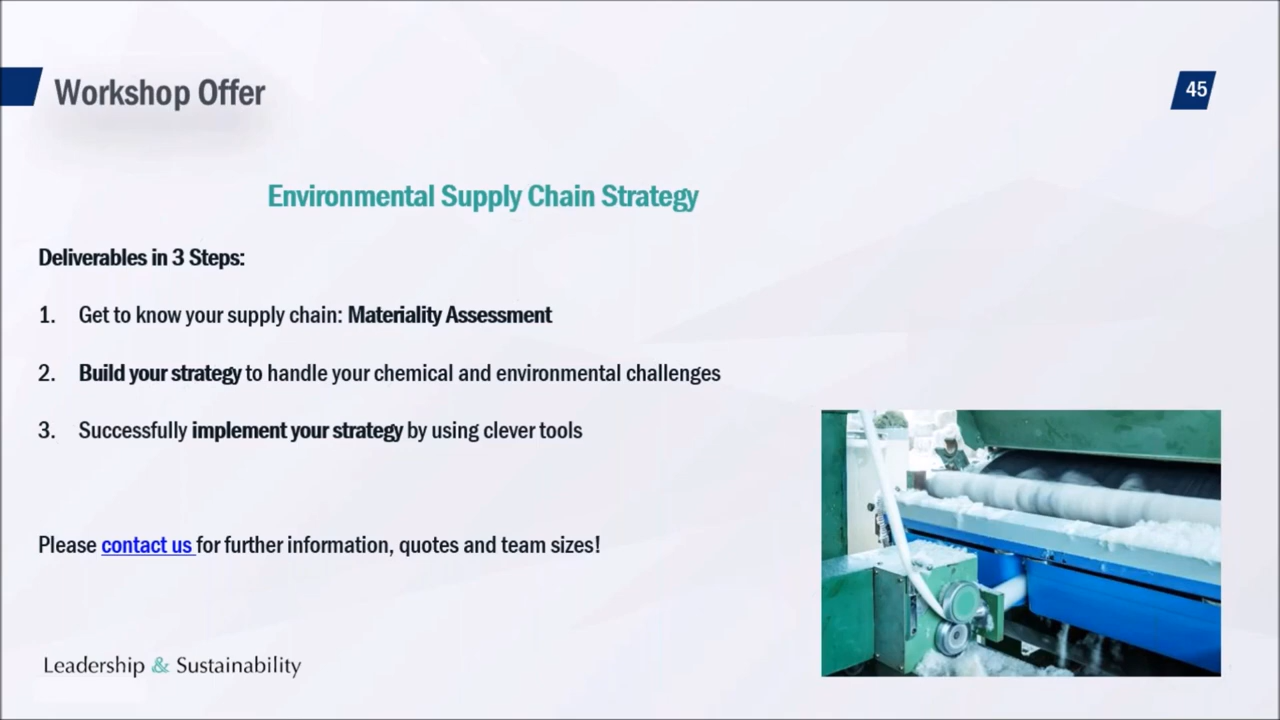 Workshop Offer
45
Environmental Supply Chain Strategy
Deliverables in 3 Steps:
1. Get to know your supply chain: Materiality Assessment
2. Build your strategy to handle your chemical and environmental challenges
3. Successfully implement your strategy by using clever tools
Please contact us for further information, quotes and team sizes!
Leadership & Sustainability